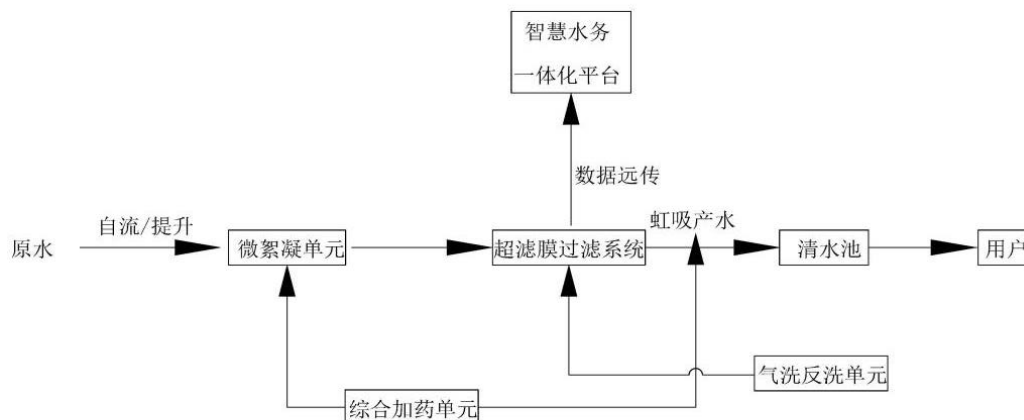 智慧水务
一体化平台
数据远传
自流/提升
虹吸产水
原水
微絮凝单元
超滤膜过滤系统
清水池
用户
气洗反洗单元
综合加药单元